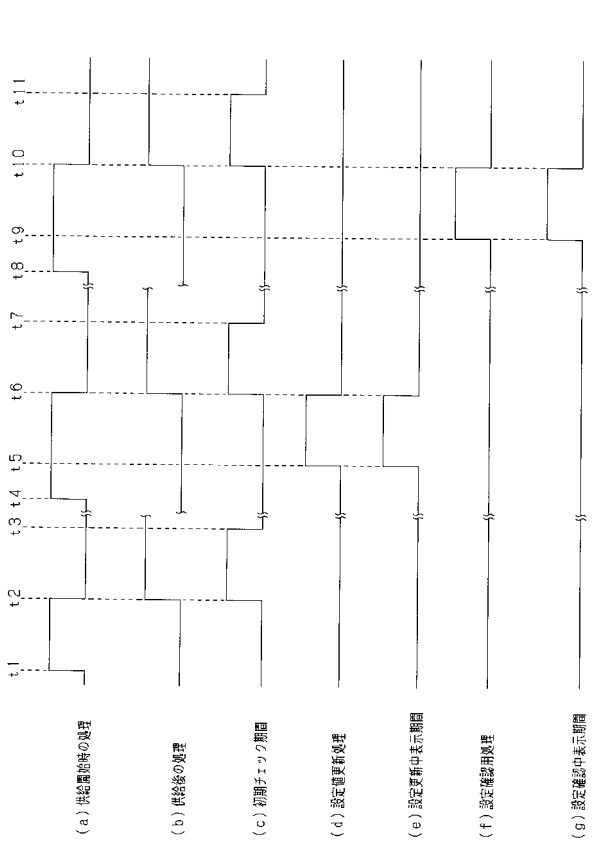 t1
t2
t3
t4
t5
t6
t7
t8
t9
t10
t11
(a) 供給開始時の処理
(b) 供給後の処理
(c) 初期チェック期間
(d) 設定値更新処理
(e) 設定更新中表示期間
(f) 設定確認用処理
(g) 設定確認中表示期間